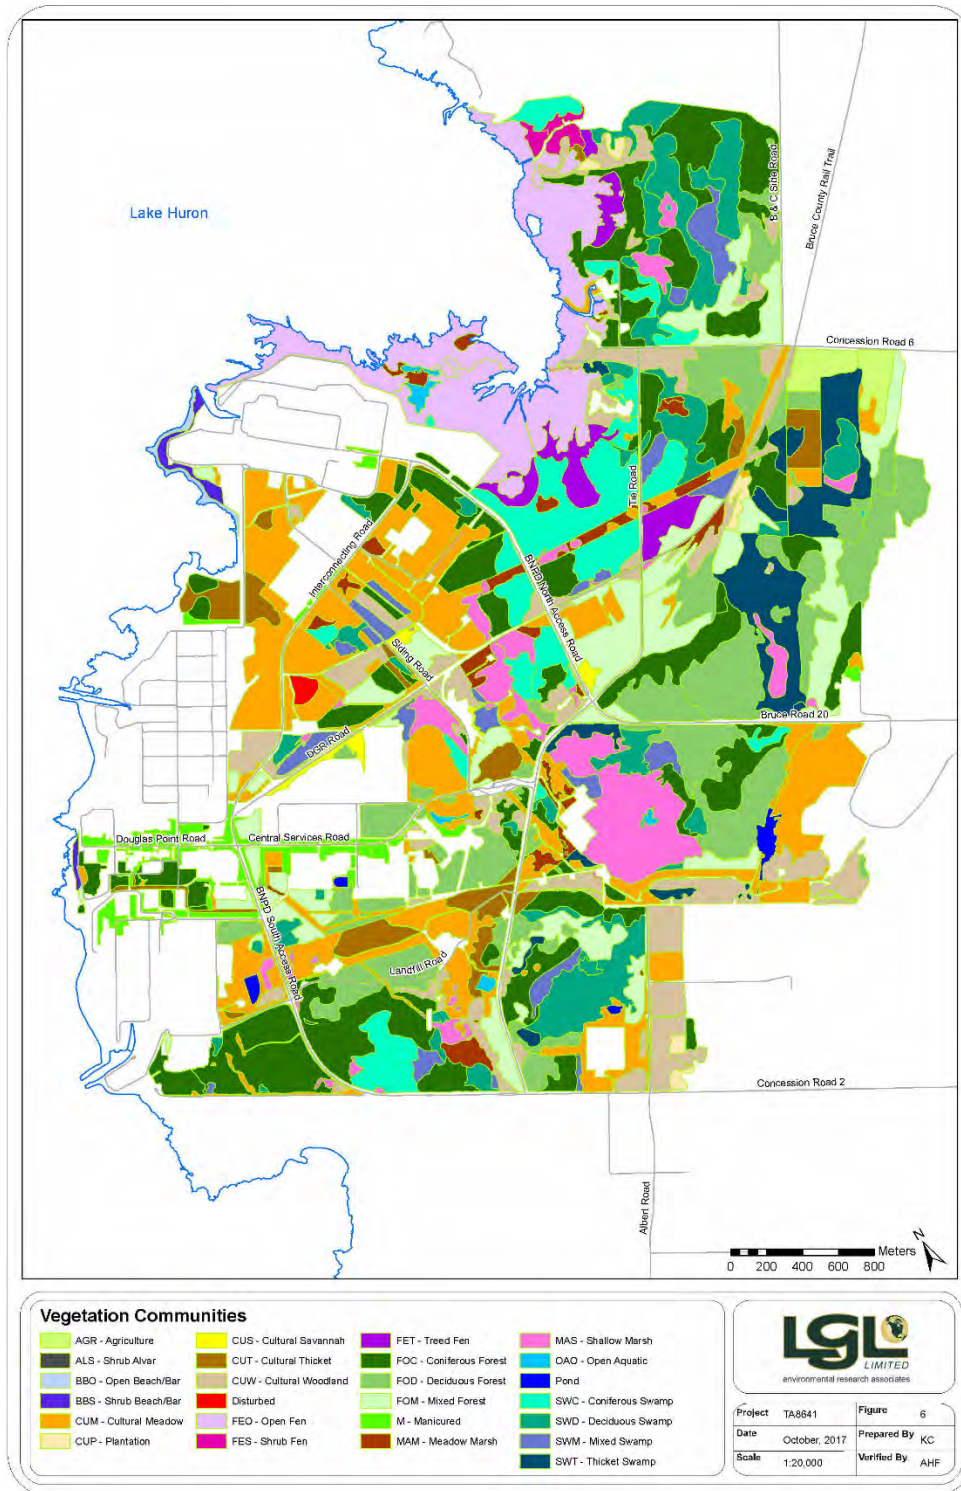 Lake Huron
B & C Side Road
Bruce County Rail Trail
Concession Road 6
Tie Road
Interconnecting Road
BNPD North Access Road
Siding Road
DGR Road
Bruce Road 20
Douglas Point Road
Central Services Road
BNPD South Access Road
Landfill Road
Concession Road 2
Albert Road
N
Meters
0 200 400 600 800
Vegetation Communities
AGR - Agriculture
ALS - Shrub Alvar
BBO - Open Beach/Bar
BBS - Shrub Beach/Bar
CUM - Cultural Meadow
CUP - Plantation
CUS - Cultural Savannah
CUT - Cultural Thicket
CUW - Cultural Woodland
Disturbed
FEO - Open Fen
FES - Shrub Fen
FET - Treed Fen
FOC - Coniferous Forest
FOD - Deciduous Forest
FOM - Mixed Forest
M - Manicured
MAM - Meadow Marsh
MAS - Shallow Marsh
OAO - Open Aquatic
Pond
SWC - Coniferous Swamp
SWD - Deciduous Swamp
SWM - Mixed Swamp
SWT - Thicket Swamp
LGL
LIMITED
environmental research associates
Project TA8641 Figure 6
Date October, 2017 Prepared By KC
Scale 1:20,000 Verified By AHF